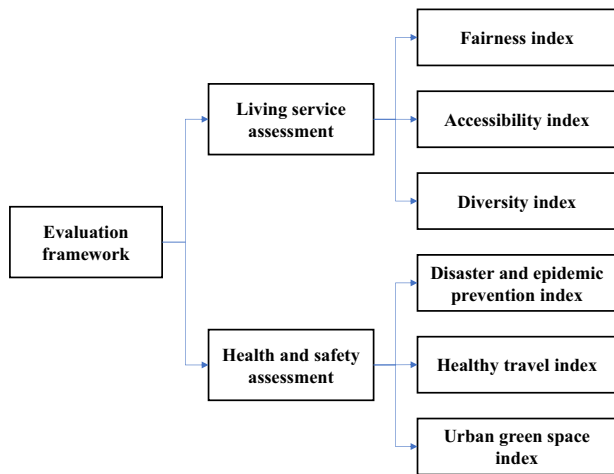 Fairness index
Living service
assessment
Accessibility index
Diversity index
Evaluation
framework
Disaster and epidemic
prevention index
Health and safety
assessment
Healthy travel index
Urban green space
index